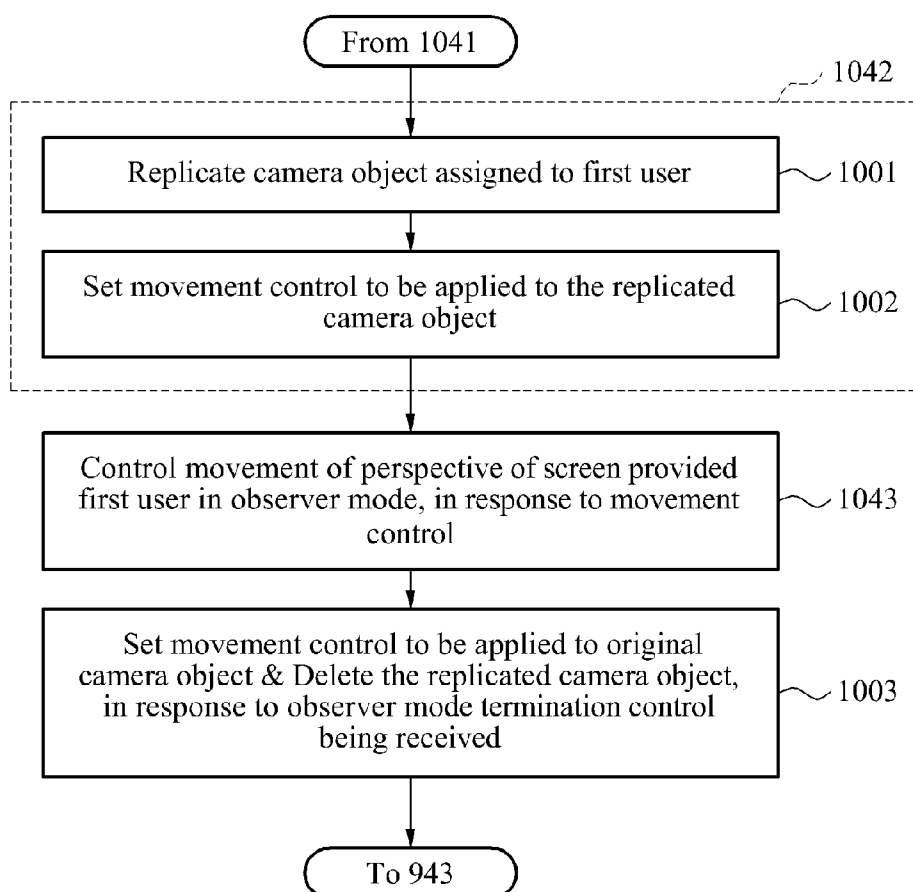 From 1041
1042
Replicate camera object assigned to first user
1001
Set movement control to be applied to the replicated
camera object
1002
Control movement of perspective of screen provided
first user in observer mode, in response to movement
control
1043
Set movement control to be applied to original
camera object & Delete the replicated camera object,
in response to observer mode termination control
being received
1003
To 943